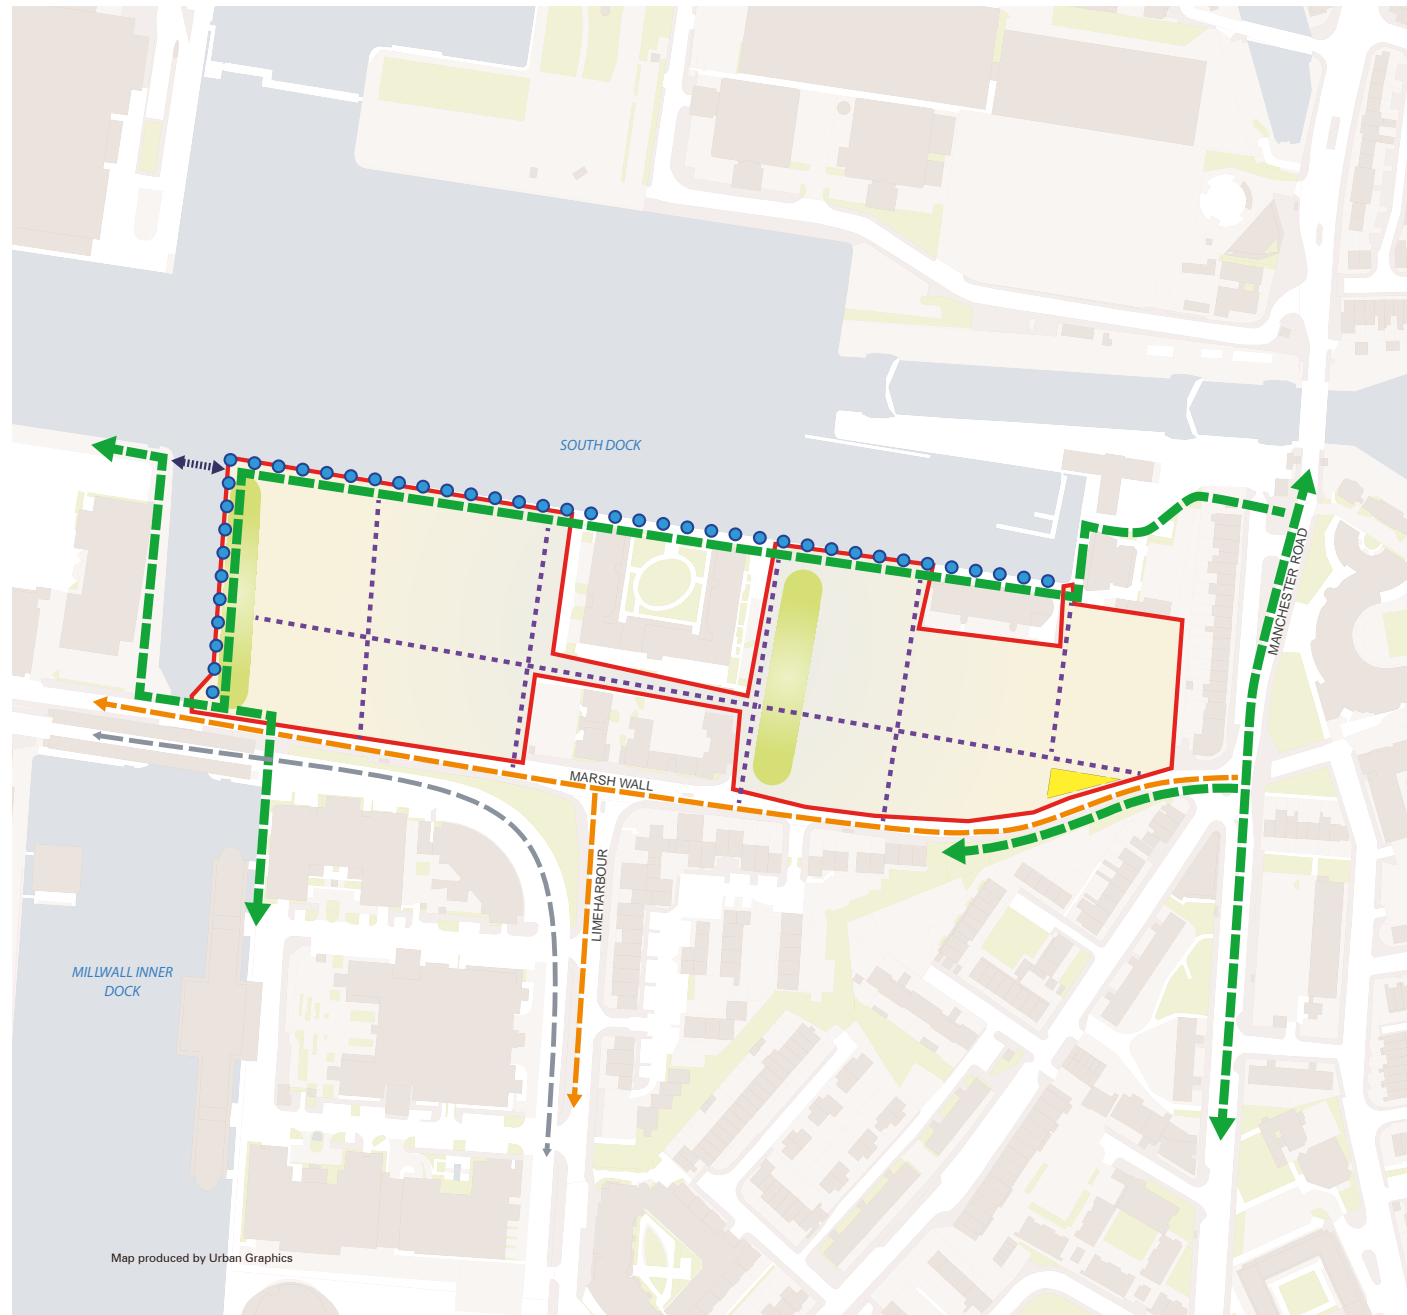 SOUTH DOCK
MANCHESTER ROAD
MARSH WALL
LIMEHARBOUR
MILLWALL INNER
DOCK
Map produced by Urban Graphics